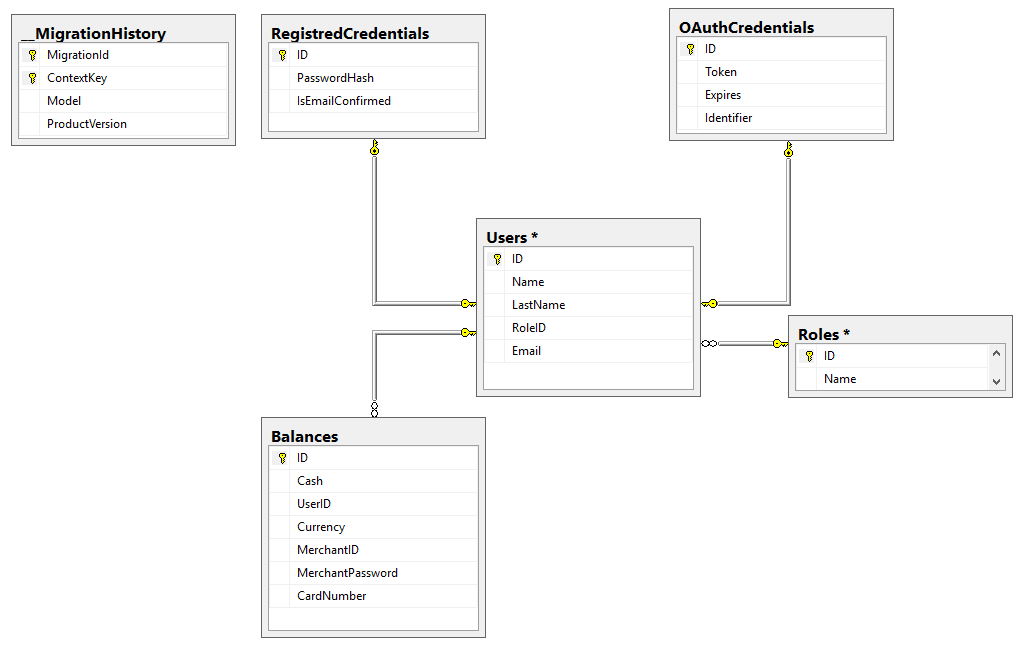 __MigrationHistory
MigrationId
ContextKey
Model
ProductVersion
RegistredCredentials
ID
PasswordHash
IsEmailConfirmed
OAuthCredentials
ID
Token
Expires
Identifier
Users *
ID
Name
LastName
RoleID
Email
Roles *
ID
Name
Balances
ID
Cash
UserID
Currency
MerchantID
MerchantPassword
CardNumber